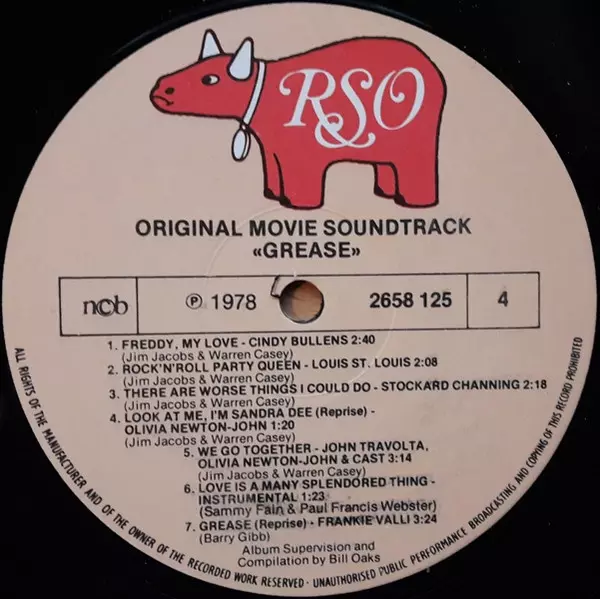 RSO
ORIGINAL MOVIE SOUNDTRACK
«GREASE»
ncb
℗ 1978
2658 125
4
1. FREDDY, MY LOVE - CINDY BULLENS 2:40
(Jim Jacobs & Warren Casey)
2. ROCK'N'ROLL PARTY QUEEN - LOUIS ST. LOUIS 2:08
(Jim Jacobs & Warren Casey)
3. THERE ARE WORSE THINGS I COULD DO - STOCKARD CHANNING 2:18
(Jim Jacobs & Warren Casey)
4. LOOK AT ME, I'M SANDRA DEE (Reprise) -
OLIVIA NEWTON-JOHN 1:20
(Jim Jacobs & Warren Casey)
5. WE GO TOGETHER - JOHN TRAVOLTA,
OLIVIA NEWTON-JOHN & CAST 3:14
(Jim Jacobs & Warren Casey)
6. LOVE IS A MANY SPLENDORED THING -
INSTRUMENTAL 1:23
(Sammy Fain & Paul Francis Webster)
7. GREASE (Reprise) - FRANKIE VALLI 3:24
(Barry Gibb)
Album Supervision and
Compilation by Bill Oaks
ALL RIGHTS OF THE MANUFACTURER AND OF THE OWNER OF THE RECORDED WORK RESERVED · UNAUTHORISED PUBLIC PERFORMANCE BROADCASTING AND COPYING OF THIS RECORD PROHIBITED